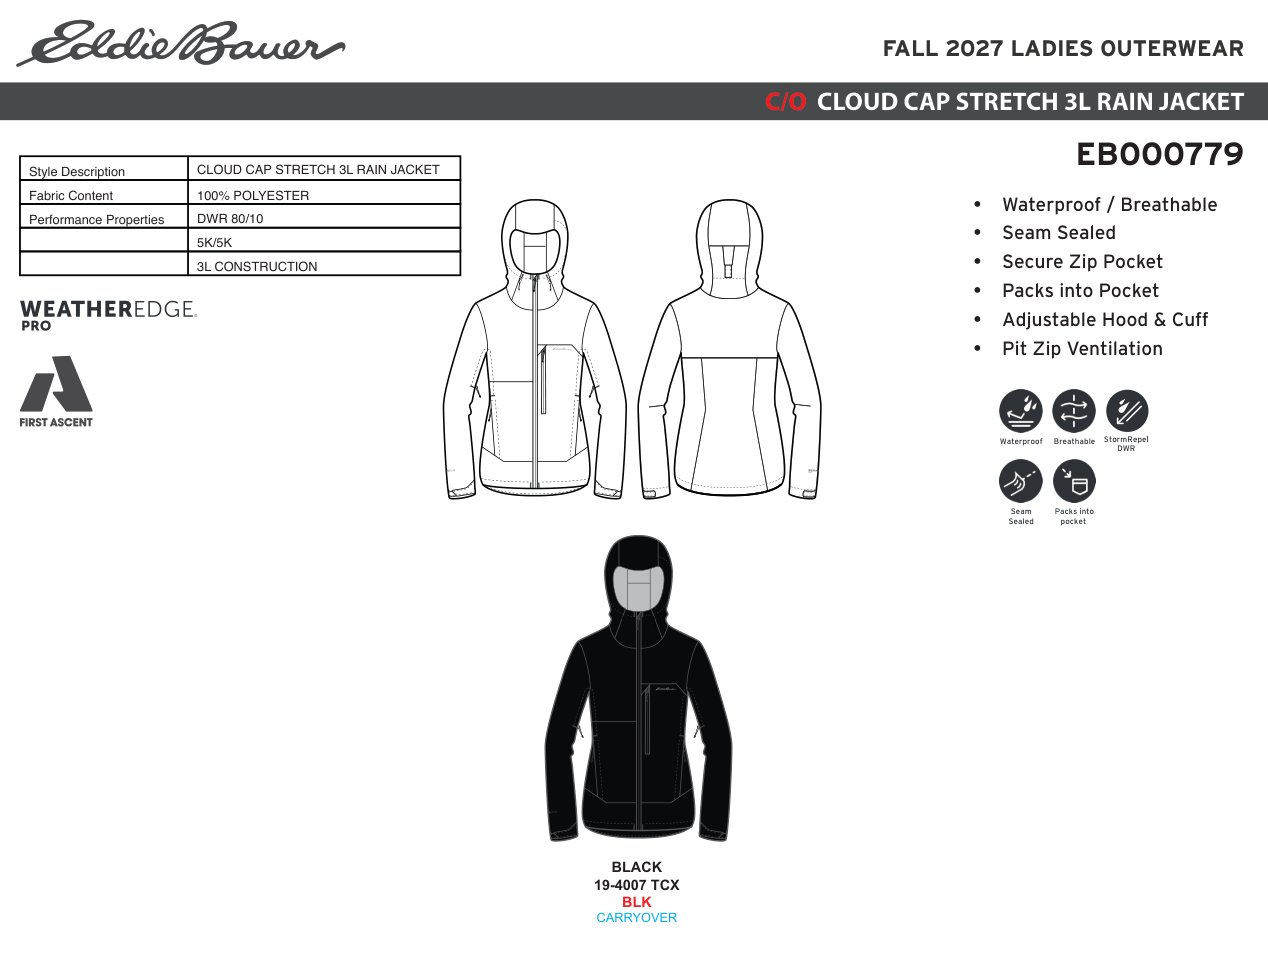 Eddie Bauer
FALL 2027 LADIES OUTERWEAR
C/O CLOUD CAP STRETCH 3L RAIN JACKET
EB000779
Style Description CLOUD CAP STRETCH 3L RAIN JACKET
Fabric Content 100% POLYESTER
Performance Properties DWR 80/10
5K/5K
3L CONSTRUCTION
WEATHEREDGE®
PRO
FIRST ASCENT
• Waterproof / Breathable
• Seam Sealed
• Secure Zip Pocket
• Packs into Pocket
• Adjustable Hood & Cuff
• Pit Zip Ventilation
Waterproof Breathable StormRepel
DWR
Seam Packs into
Sealed pocket
BLACK
19-4007 TCX
BLK
CARRYOVER